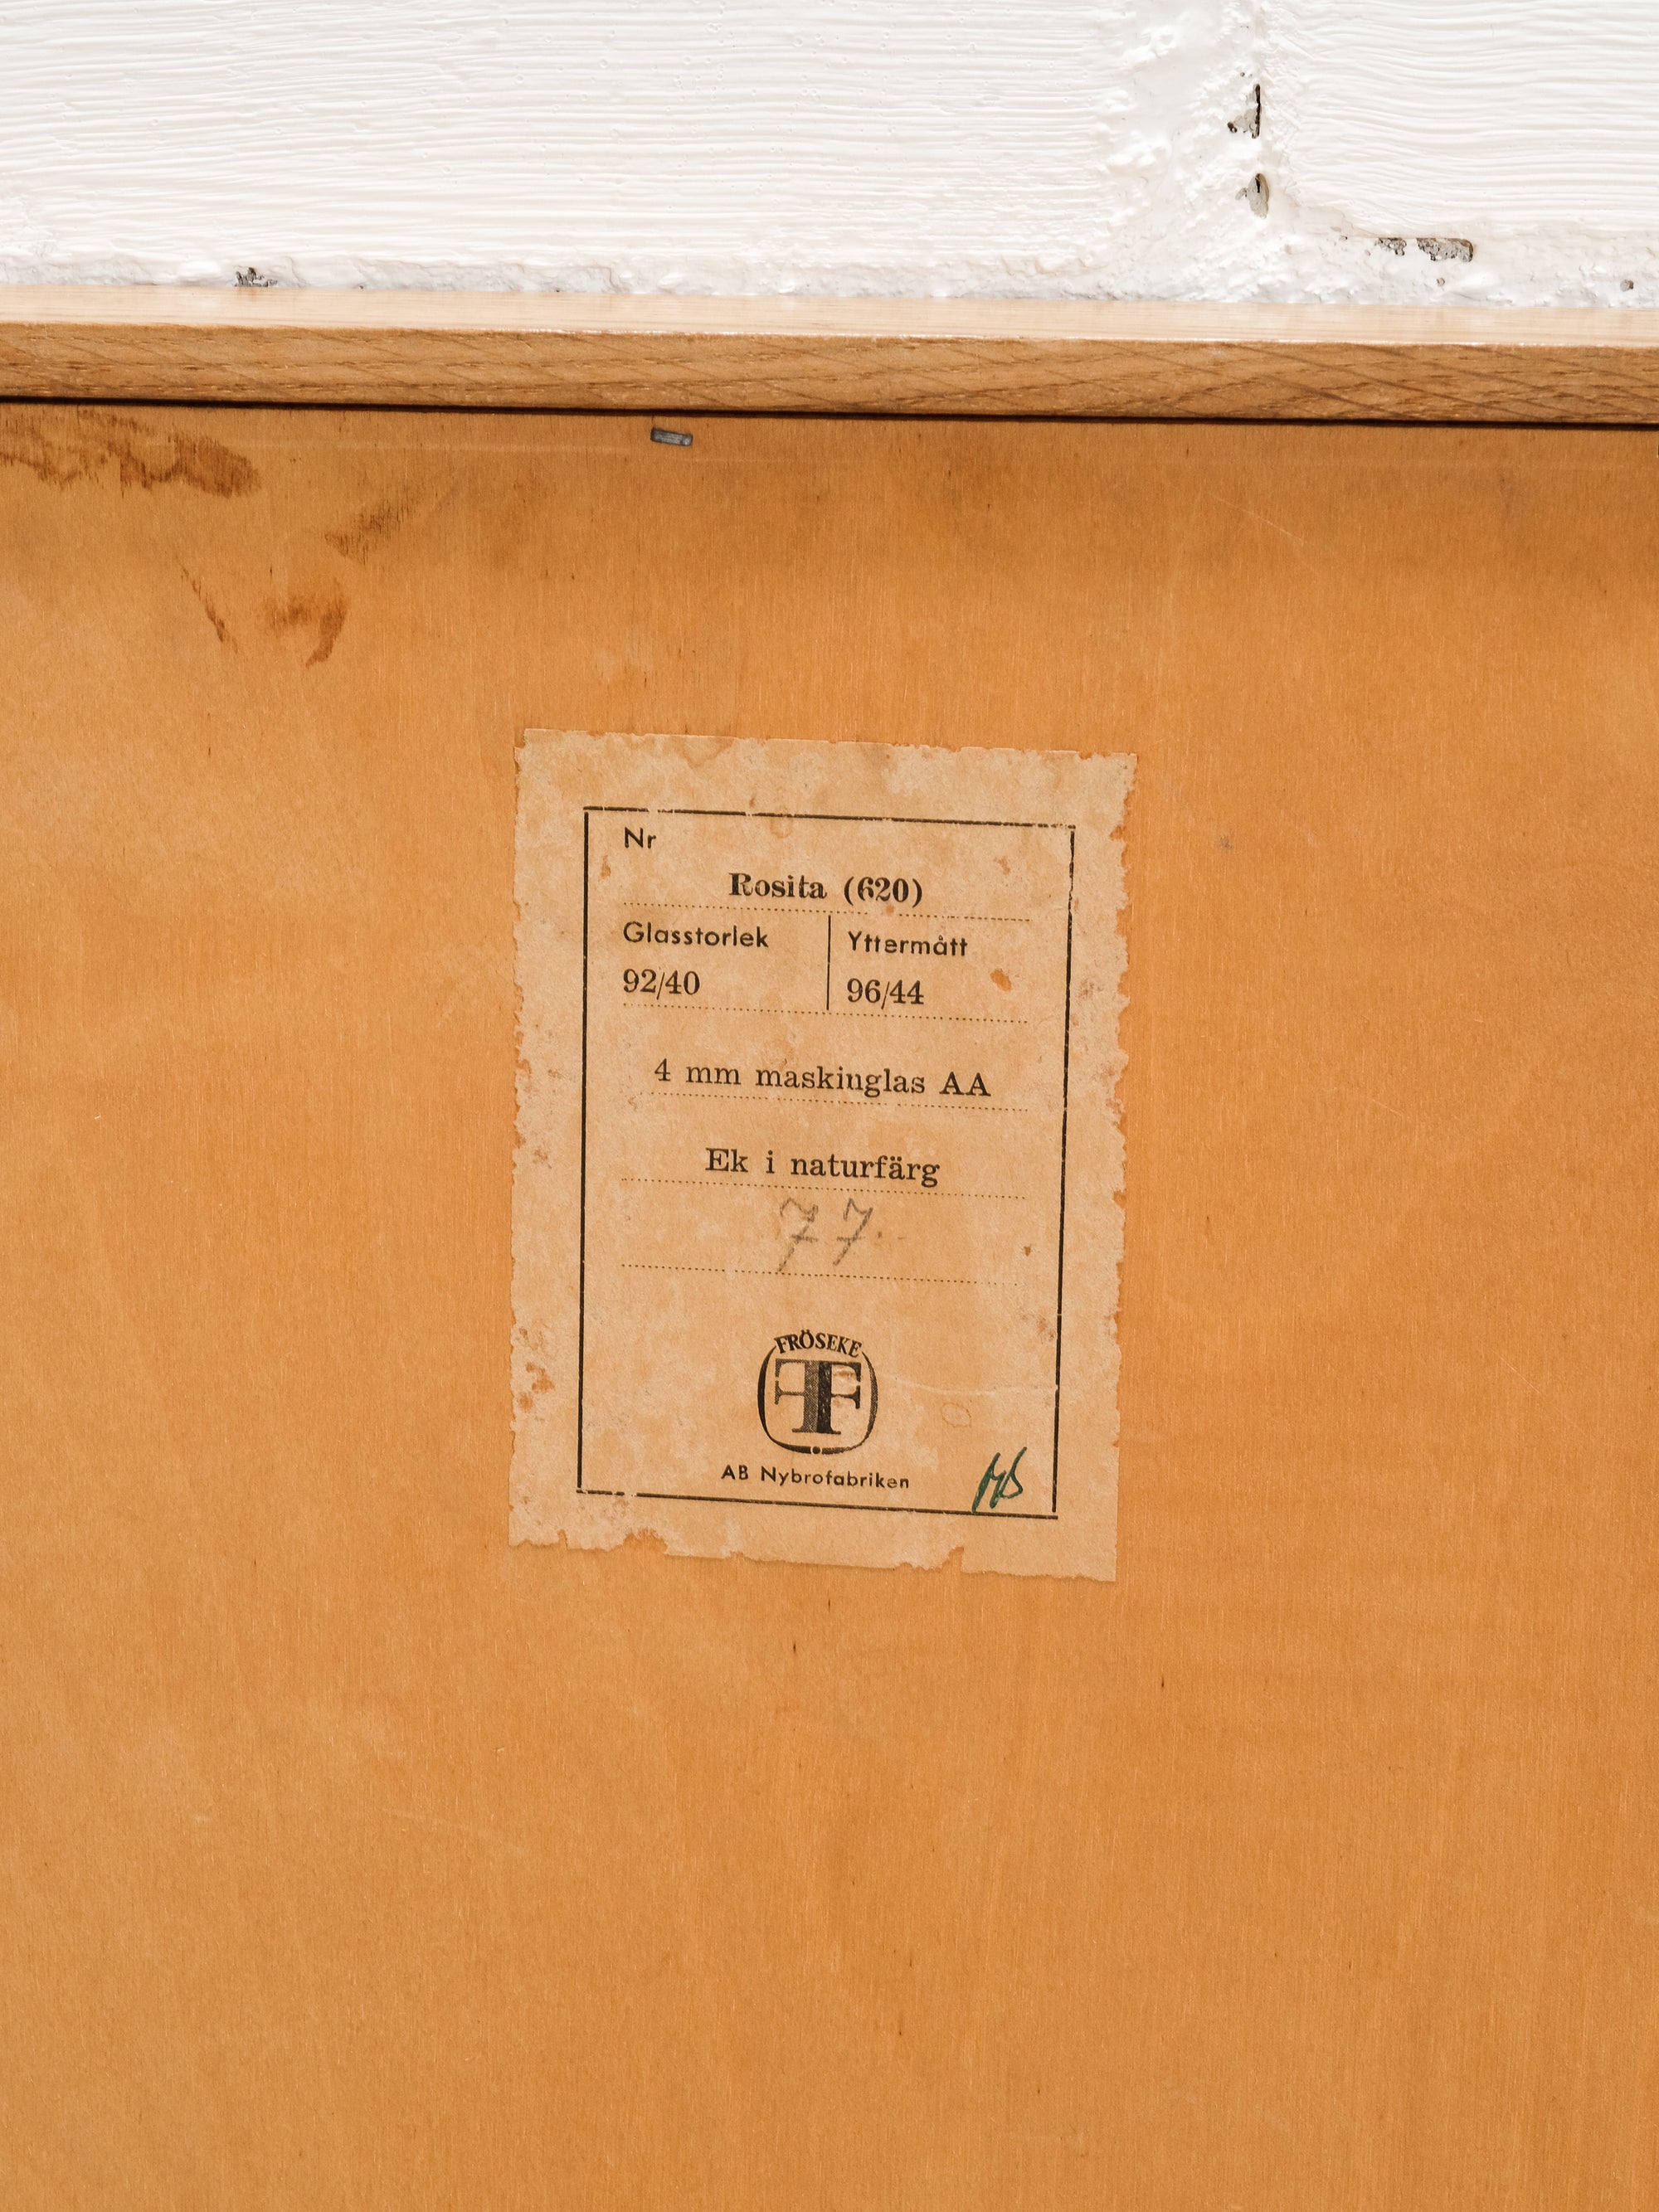 Nr
Rosita (620)
Glasstorlek Yttermått
92/40 96/44
4 mm maskinglas AA
Ek i naturfärg
77.
FRÖSEKE
FF
AB Nybrofabriken